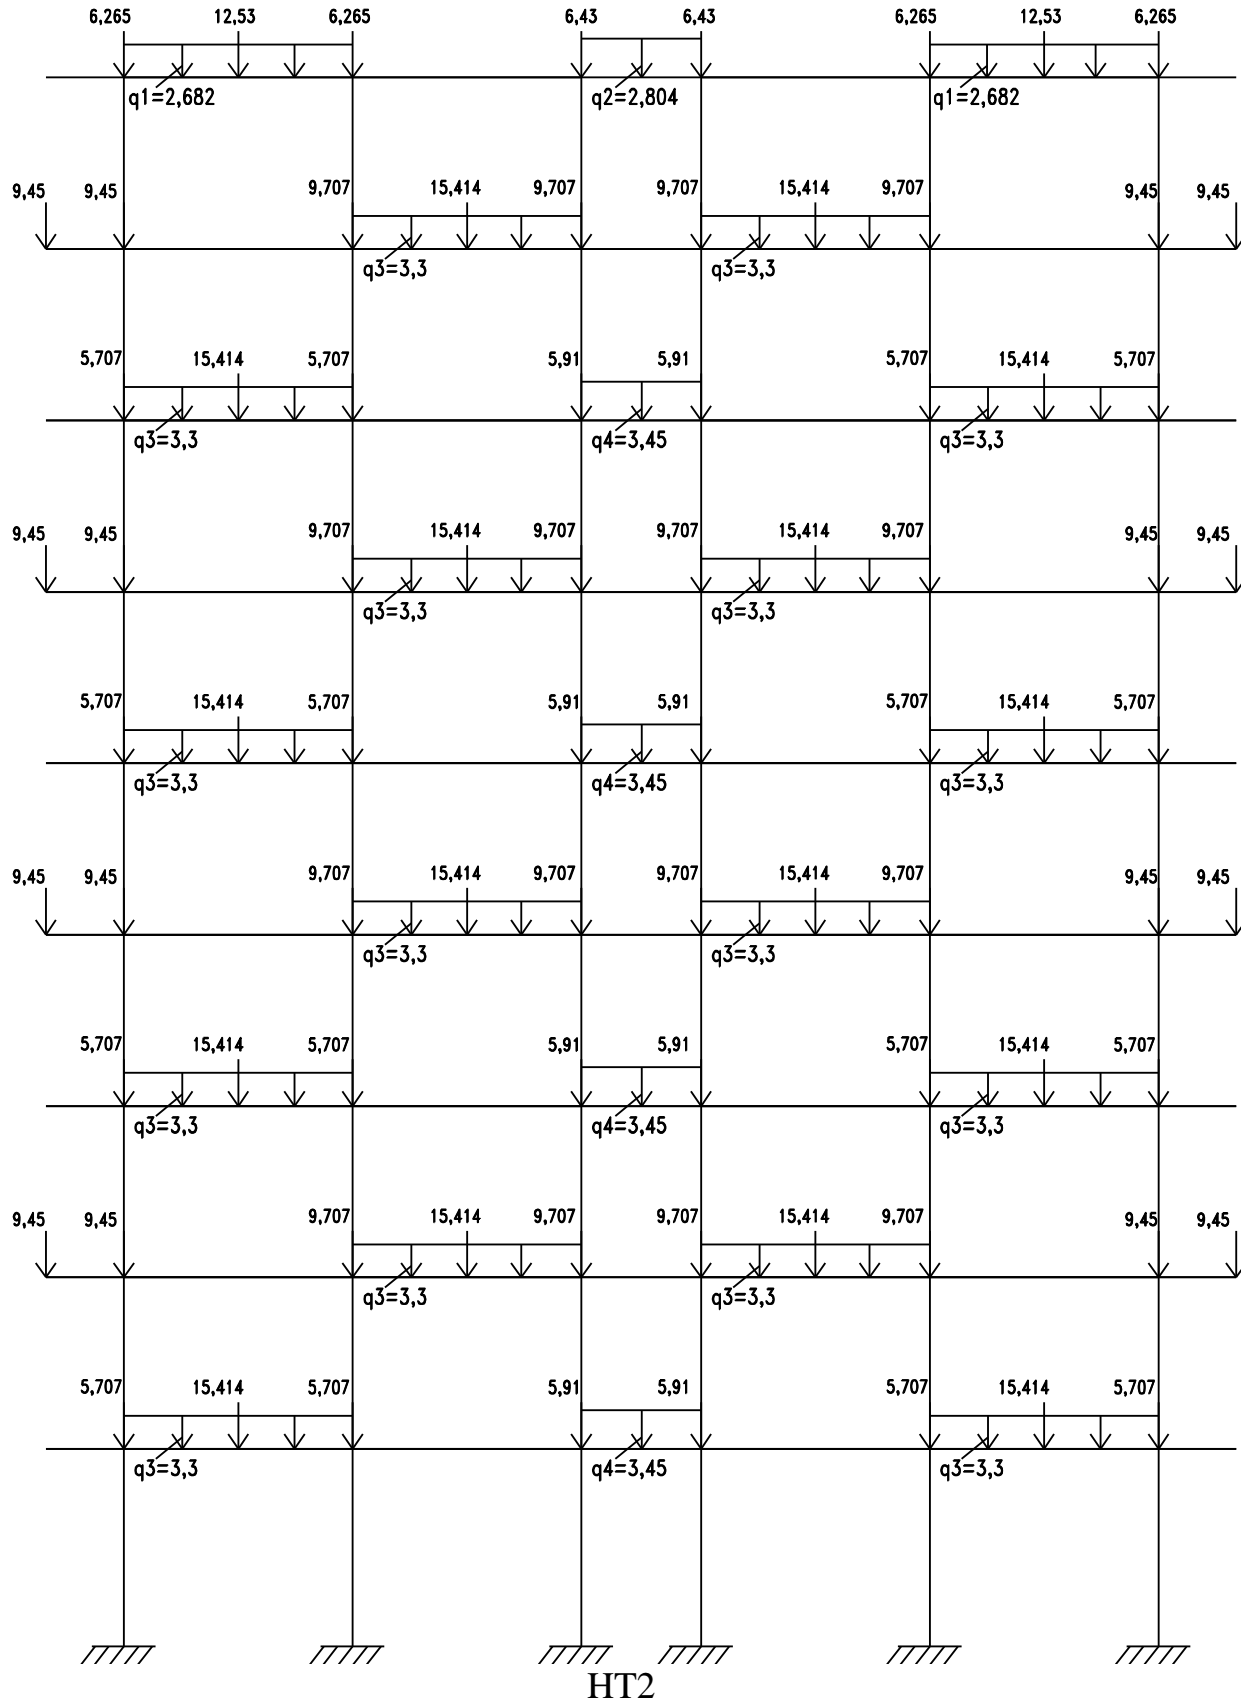 6,265 12,53 6,265 6,43 6,43 6,265 12,53 6,265
q1=2,682 q2=2,804 q1=2,682
9,45 9,45 9,707 15,414 9,707 9,707 15,414 9,707 9,45 9,45
q3=3,3 q3=3,3
5,707 15,414 5,707 5,91 5,91 5,707 15,414 5,707
q3=3,3 q4=3,45 q3=3,3
9,45 9,45 9,707 15,414 9,707 9,707 15,414 9,707 9,45 9,45
q3=3,3 q3=3,3
5,707 15,414 5,707 5,91 5,91 5,707 15,414 5,707
q3=3,3 q4=3,45 q3=3,3
9,45 9,45 9,707 15,414 9,707 9,707 15,414 9,707 9,45 9,45
q3=3,3 q3=3,3
5,707 15,414 5,707 5,91 5,91 5,707 15,414 5,707
q3=3,3 q4=3,45 q3=3,3
9,45 9,45 9,707 15,414 9,707 9,707 15,414 9,707 9,45 9,45
q3=3,3 q3=3,3
5,707 15,414 5,707 5,91 5,91 5,707 15,414 5,707
q3=3,3 q4=3,45 q3=3,3
HT2